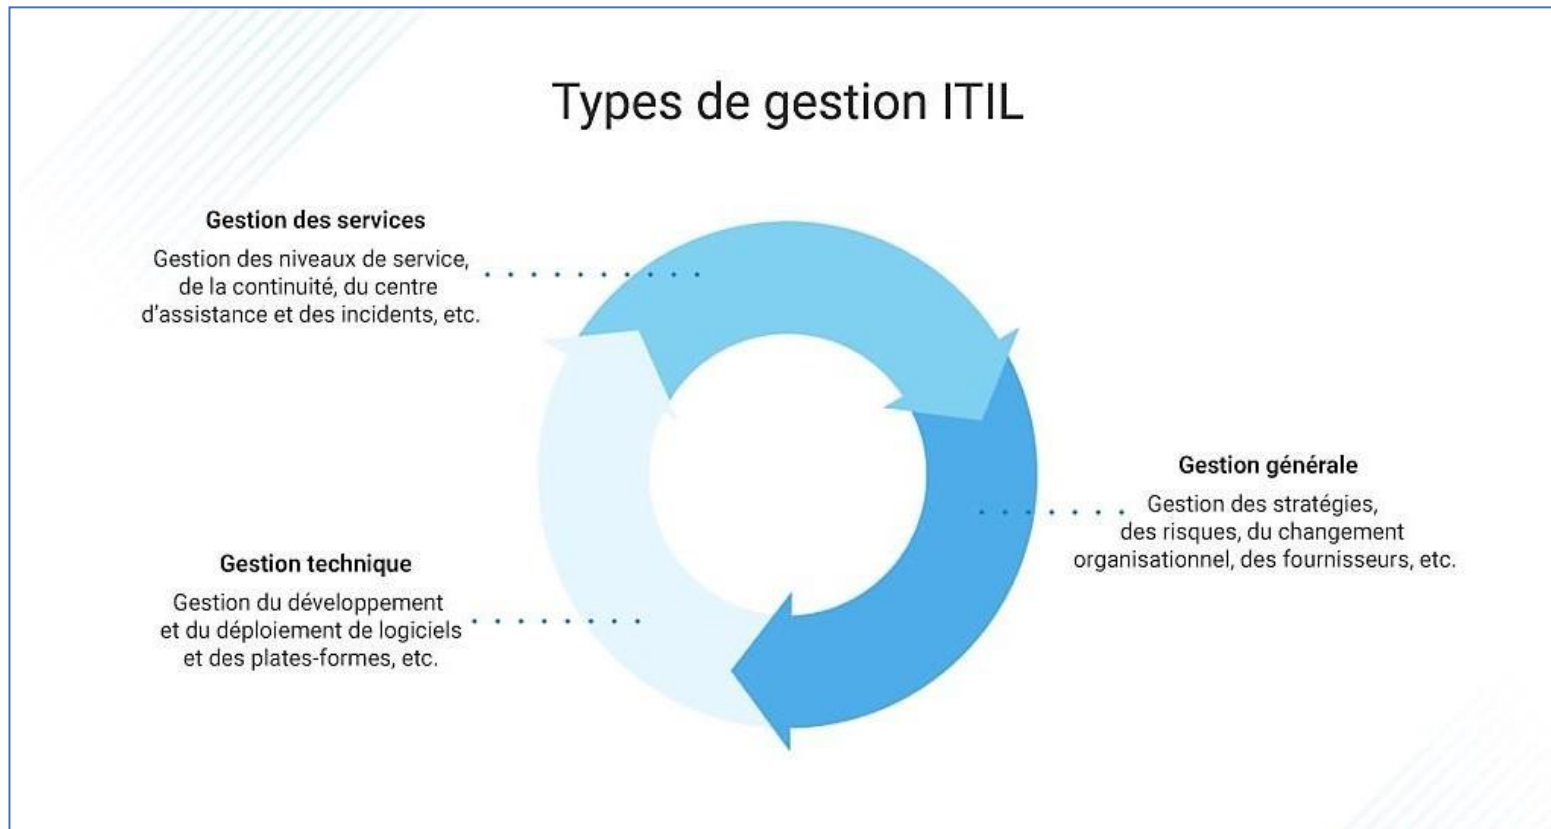 Types de gestion ITIL
Gestion des services
Gestion des niveaux de service,
de la continuité, du centre
d'assistance et des incidents, etc.
Gestion générale
Gestion des stratégies,
des risques, du changement
organisationnel, des fournisseurs, etc.
Gestion technique
Gestion du développement
et du déploiement de logiciels
et des plates-formes, etc.